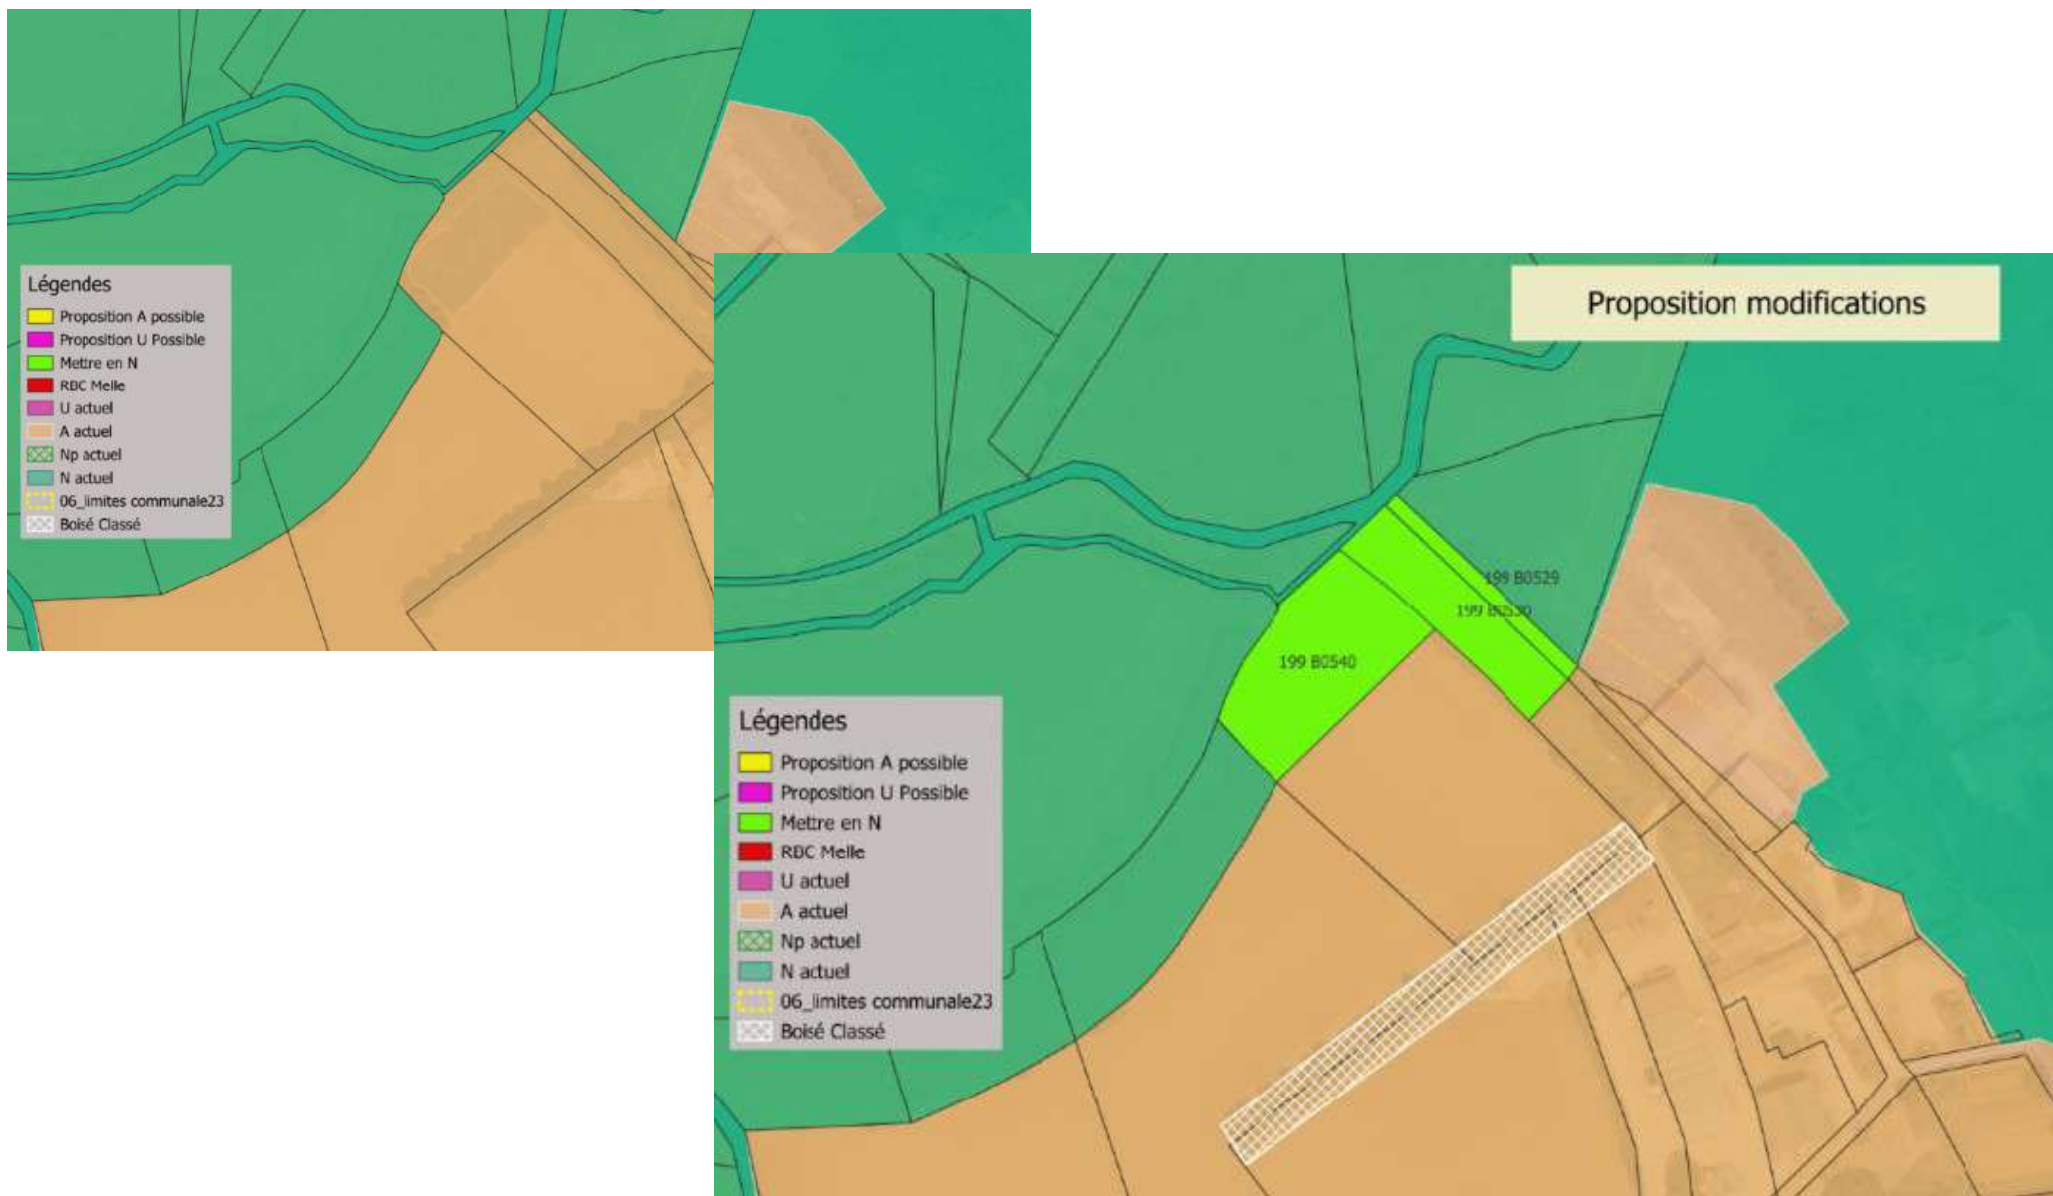 Légendes
Proposition A possible
Proposition U Possible
Mettre en N
RBC Melle
U actuel
A actuel
Np actuel
N actuel
06_limites communale23
Boisé Classé
Proposition modifications
199 B0529
199 B0530
199 B0540
Légendes
Proposition A possible
Proposition U Possible
Mettre en N
RBC Melle
U actuel
A actuel
Np actuel
N actuel
06_limites communale23
Boisé Classé